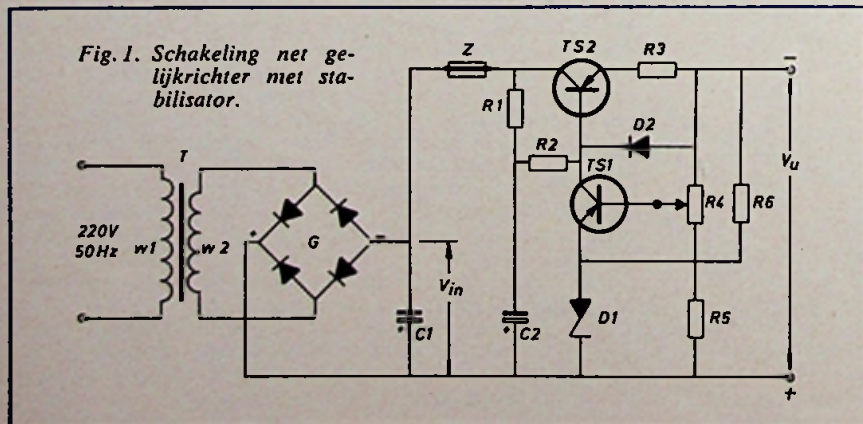 Fig. 1. Schakeling net ge-
lijkrichter met sta-
bilisator.
Z
TS2
R3
−
R1
D2
T
R2
TS1
Vu
220V
50Hz
w1
w2
+
G
−
R4
R6
Vin
+
C1
+
C2
D1
R5
+